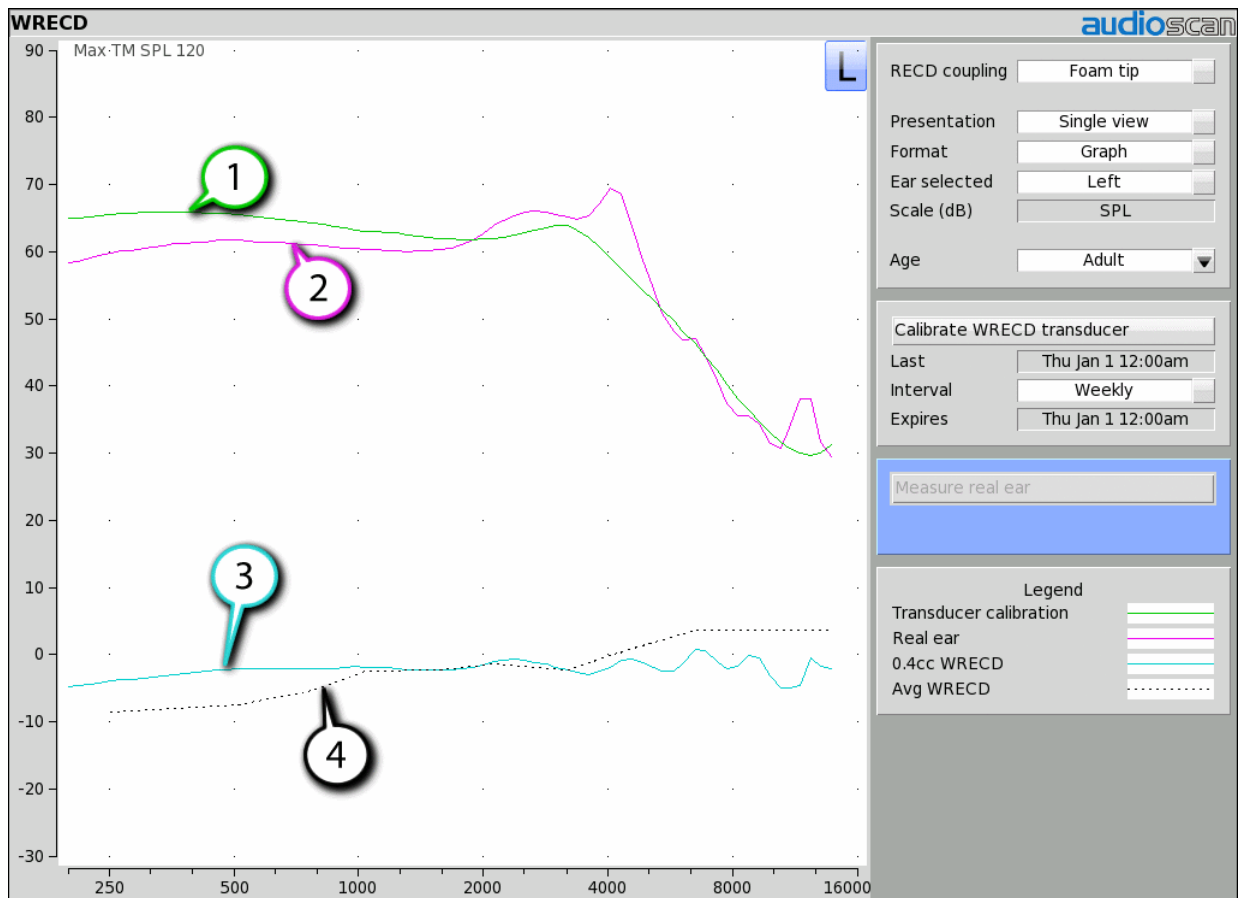 WRECD
audioscan
Max-TM SPL 120
L
90
80
70
60
50
40
30
20
10
0
-10
-20
-30
250 500 1000 2000 4000 8000 16000
1
2
3
4
RECD coupling Foam tip
Presentation Single view
Format Graph
Ear selected Left
Scale (dB) SPL
Age Adult
Calibrate WRECD transducer
Last Thu Jan 1 12:00am
Interval Weekly
Expires Thu Jan 1 12:00am
Measure real ear
Legend
Transducer calibration
Real ear
0.4cc WRECD
Avg WRECD